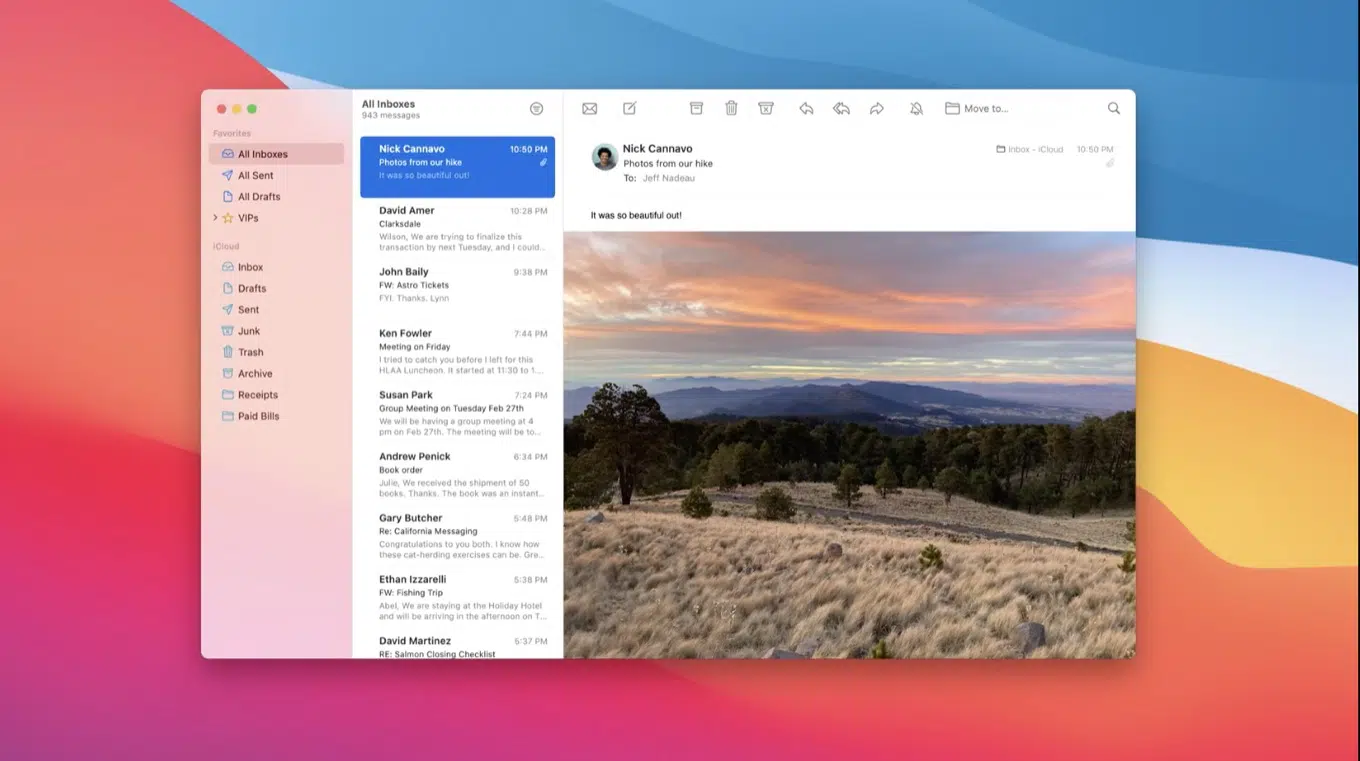 Favorites
All Inboxes
All Sent
All Drafts
VIPs
iCloud
Inbox
Drafts
Sent
Junk
Trash
Archive
Receipts
Paid Bills
All Inboxes
943 messages
Nick Cannavo 10:50 PM
Photos from our hike
It was so beautiful out!
David Amer 10:28 PM
Clarksdale
Wilson, We are trying to finalize this
transaction by next Tuesday, and I could...
John Baily 9:38 PM
FW: Astro Tickets
FYI. Thanks. Lynn
Ken Fowler 7:44 PM
Meeting on Friday
I tried to catch you before I left for this
HLAA Luncheon. It started at 11:30 to 1....
Susan Park 7:24 PM
Group Meeting on Tuesday Feb 27th
We will be having a group meeting at 4
pm on Feb 27th. The meeting will be to...
Andrew Penick 6:34 PM
Book order
Julie, We received the shipment of 50
books. Thanks. The book was an instant...
Gary Butcher 5:48 PM
Re: California Messaging
Congratulations to you both. I know how
these cat-herding exercises can be. Gre...
Ethan Izzarelli 5:38 PM
FW: Fishing Trip
Abel, We are staying at the Holiday Hotel
and will be arriving in the afternoon on T...
David Martinez 5:37 PM
RE: Salmon Closing Checklist
Move to...
Nick Cannavo
Photos from our hike
To: Jeff Nadeau
Inbox - iCloud 10:50 PM
It was so beautiful out!